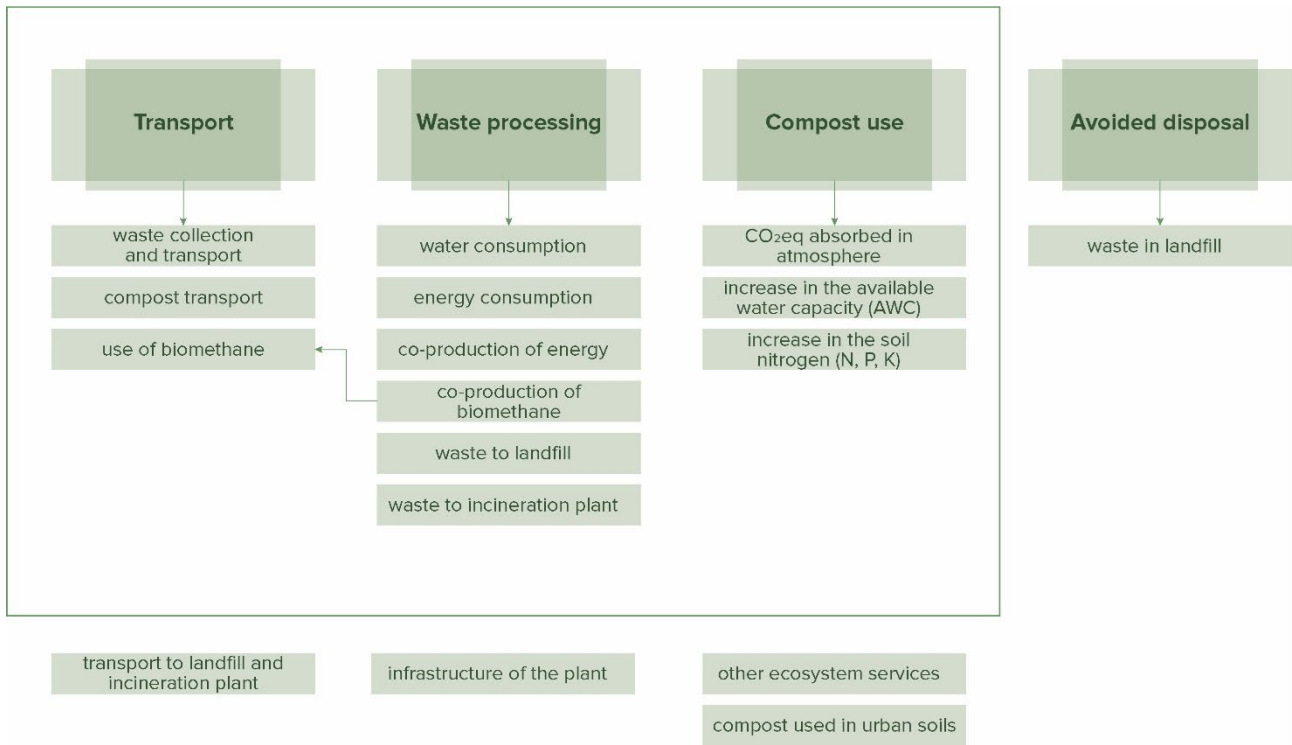 Transport
waste collection
and transport
compost transport
use of biomethane
Waste processing
water consumption
energy consumption
co-production of energy
co-production of
biomethane
waste to landfill
waste to incineration plant
Compost use
CO₂eq absorbed in
atmosphere
increase in the available
water capacity (AWC)
increase in the soil
nitrogen (N, P, K)
Avoided disposal
waste in landfill
transport to landfill and
incineration plant
infrastructure of the plant
other ecosystem services
compost used in urban soils